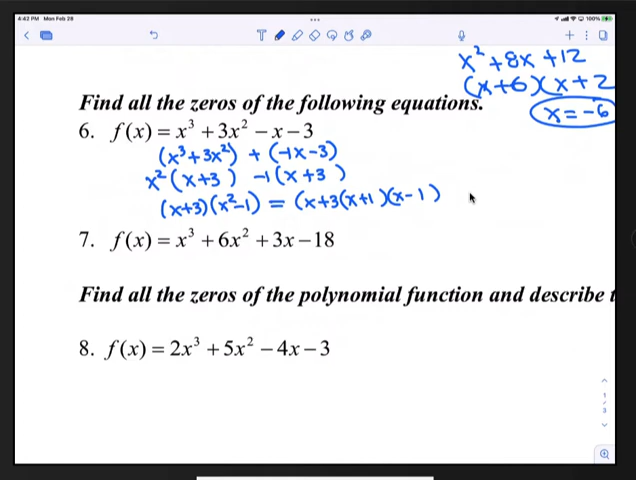 4:42 PM Mon Feb 28
100%
x² + 8x + 12
(x+6)(x+2
x = -6
Find all the zeros of the following equations.
6. f(x) = x³ + 3x² − x − 3
(x³+3x²) + (-1x-3)
x²(x+3) -1(x+3)
(x+3)(x²-1) = (x+3(x+1)(x-1)
7. f(x) = x³ + 6x² + 3x − 18
Find all the zeros of the polynomial function and describe t
8. f(x) = 2x³ + 5x² − 4x − 3
1
/
3